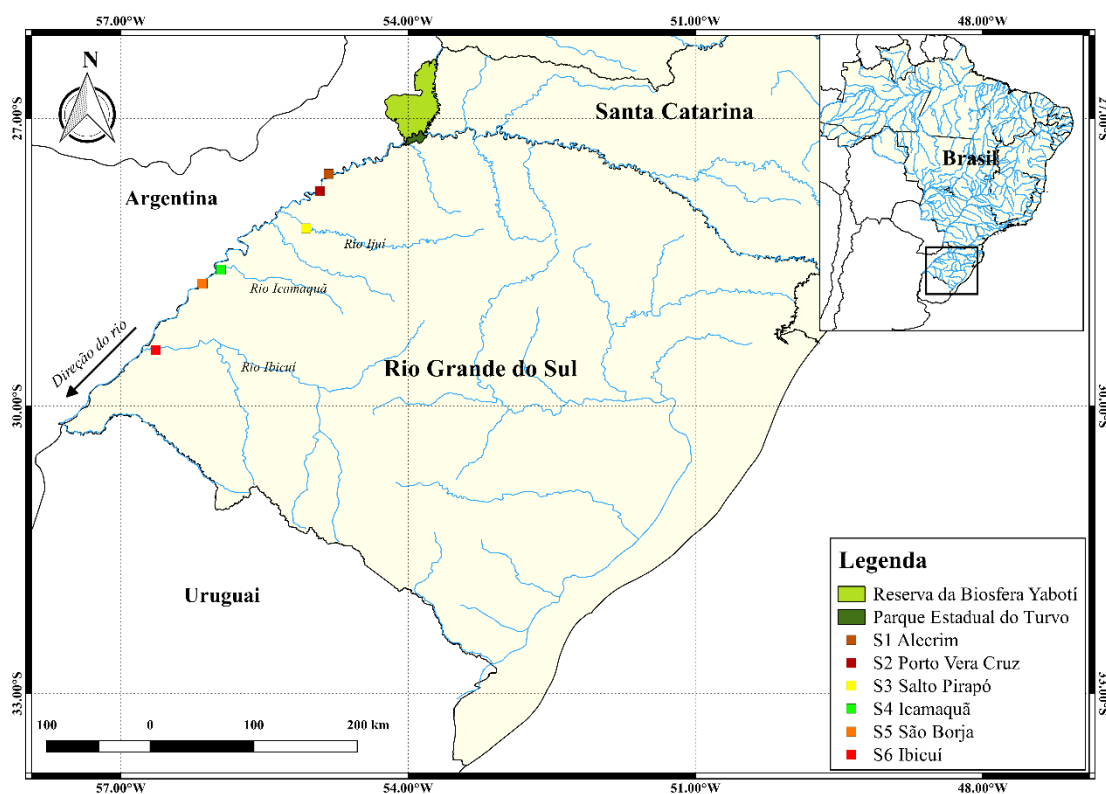 57.00°W 54.00°W 51.00°W 48.00°W
N
27.00°S
Santa Catarina
27.00°S
Brasil
Argentina
Rio Ijuí
Rio Icamaquã
Direção do rio
Rio Ibicuí
Rio Grande do Sul
30.00°S
30.00°S
Uruguai
Legenda
Reserva da Biosfera Yabotí
Parque Estadual do Turvo
S1 Alecrim
S2 Porto Vera Cruz
S3 Salto Pirapó
S4 Icamaquã
S5 São Borja
S6 Ibicuí
33.00°S
33.00°S
100 0 100 200 km
57.00°W 54.00°W 51.00°W 48.00°W